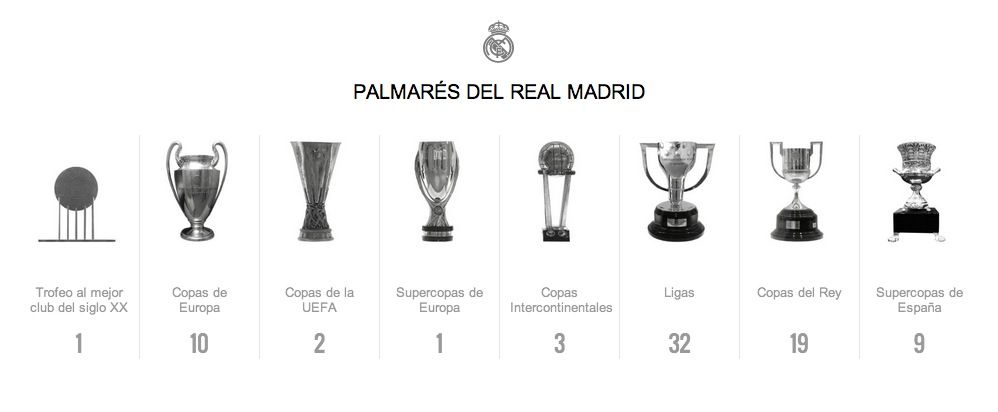 PALMARÉS DEL REAL MADRID
Trofeo al mejor
club del siglo XX
1
Copas de
Europa
10
Copas de la
UEFA
2
Supercopas de
Europa
1
Copas
Intercontinentales
3
Ligas
32
Copas del Rey
19
Supercopas de
España
9